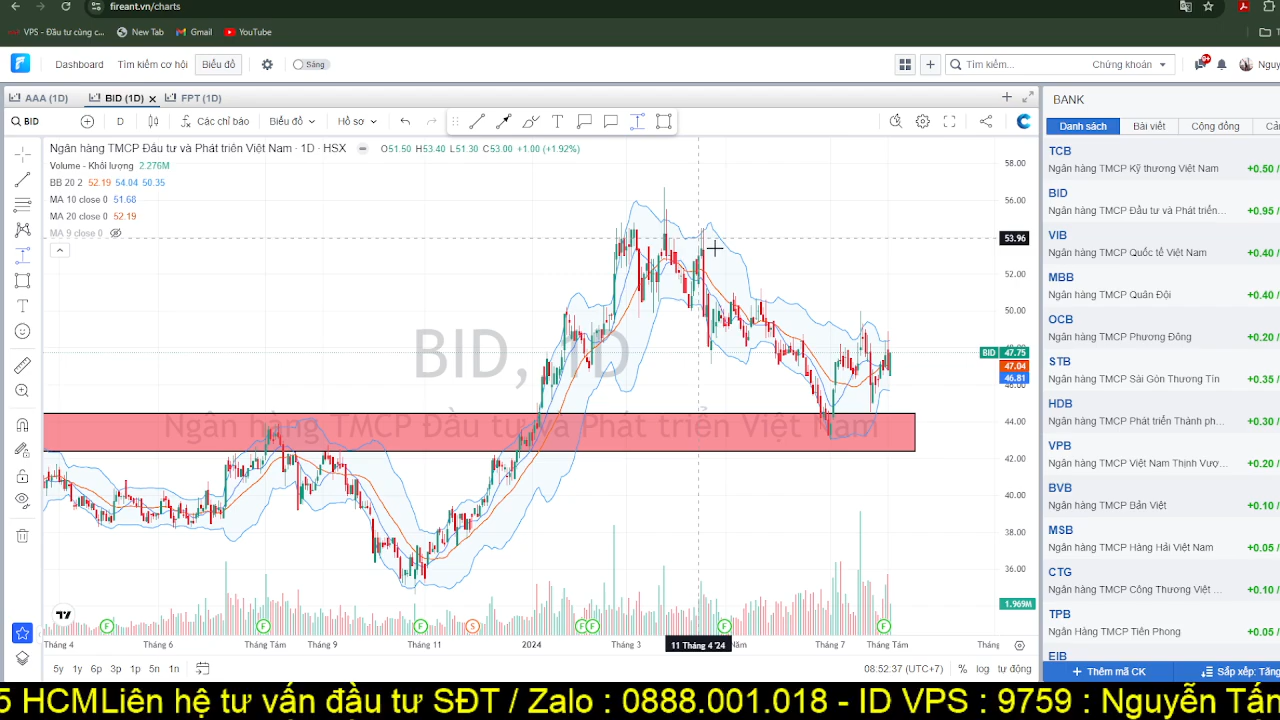 fireant.vn/charts
VPS - Đầu tư cùng c...
New Tab
Gmail
YouTube
Dashboard
Tìm kiếm cơ hội
Biểu đồ
Sáng
Tìm kiếm...
Chứng khoán
9+
Nguy
AAA (1D)
BID (1D)
FPT (1D)
BID
D
Các chỉ báo
Biểu đồ
Hồ sơ
Ngân hàng TMCP Đầu tư và Phát triển Việt Nam · 1D · HSX
O51.50 H53.40 L51.30 C53.00 +1.00 (+1.92%)
Volume - Khối lượng 2.276M
BB 20 2 52.19 54.04 50.35
MA 10 close 0 51.68
MA 20 close 0 52.19
MA 9 close 0
BID, 1D
Ngân hàng TMCP Đầu tư và Phát triển Việt Nam
58.00
56.00
53.96
52.00
50.00
BID 47.75
47.04
46.81
44.00
42.00
40.00
38.00
36.00
1.969M
Tháng 4
Tháng 6
Tháng Tám
Tháng 9
Tháng 11
2024
Tháng 3
11 Tháng 4 '24
Năm
Tháng 7
Tháng Tám
5y 1y 6p 3p 1p 5n 1n
08:52:37 (UTC+7)
% log tự động
BANK
Danh sách
Bài viết
Cộng đồng
TCB
Ngân hàng TMCP Kỹ thương Việt Nam +0.50
BID
Ngân hàng TMCP Đầu tư và Phát triển... +0.95
VIB
Ngân hàng TMCP Quốc tế Việt Nam +0.40
MBB
Ngân hàng TMCP Quân Đội +0.40
OCB
Ngân hàng TMCP Phương Đông +0.20
STB
Ngân hàng TMCP Sài Gòn Thương Tín +0.35
HDB
Ngân hàng TMCP Phát triển Thành ph... +0.30
VPB
Ngân hàng TMCP Việt Nam Thịnh Vượ... +0.20
BVB
Ngân hàng TMCP Bản Việt +0.10
MSB
Ngân hàng TMCP Hàng Hải Việt Nam +0.05
CTG
Ngân hàng TMCP Công Thương Việt ... +0.10
TPB
Ngân Hàng TMCP Tiên Phong +0.05
EIB
Thêm mã CK
Sắp xếp: Tăng
5 HCMLiên hệ tư vấn đầu tư SĐT / Zalo : 0888.001.018 - ID VPS : 9759 : Nguyễn Tấn